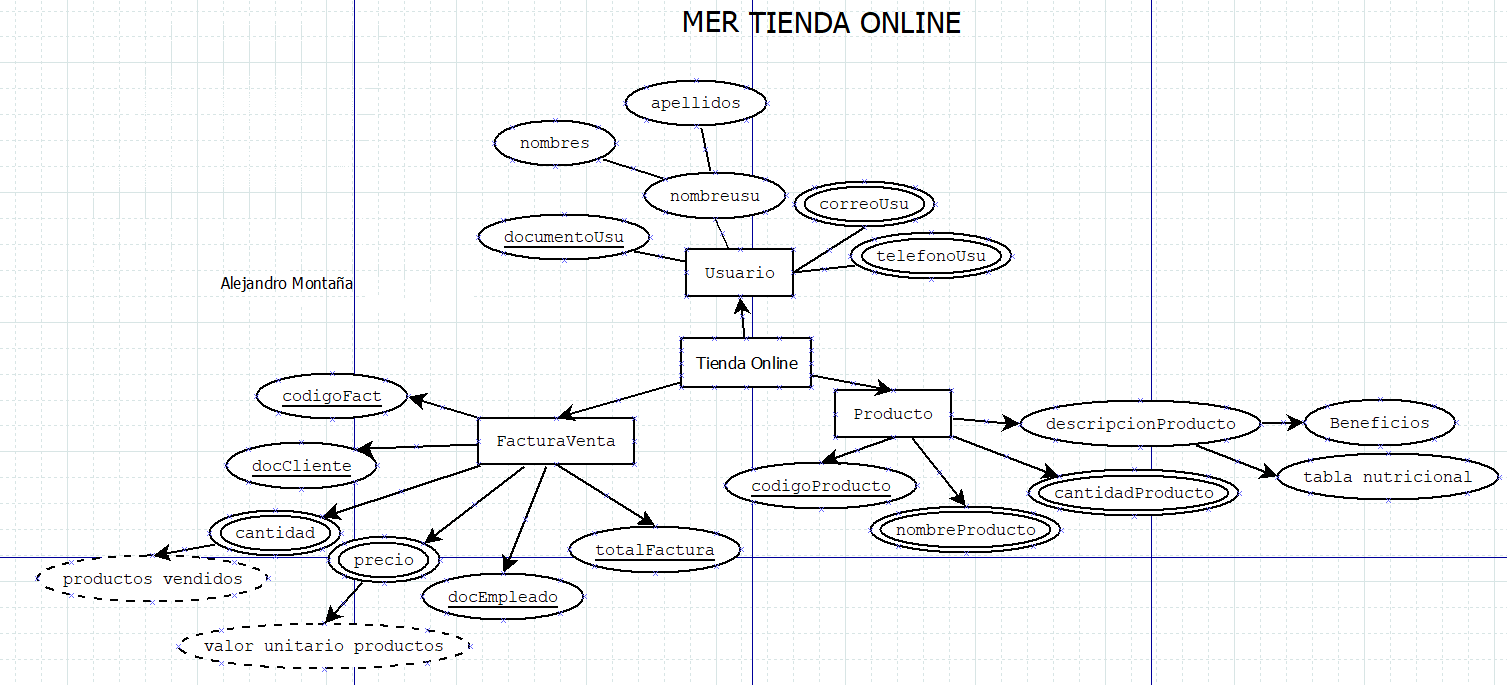 MER TIENDA ONLINE
apellidos
nombres
nombreusu
correoUsu
documentoUsu
telefonoUsu
Usuario
Alejandro Montaña
Tienda Online
codigoFact
Producto
descripcionProducto
Beneficios
FacturaVenta
docCliente
tabla nutricional
codigoProducto
cantidadProducto
nombreProducto
cantidad
totalFactura
precio
productos vendidos
docEmpleado
valor unitario productos